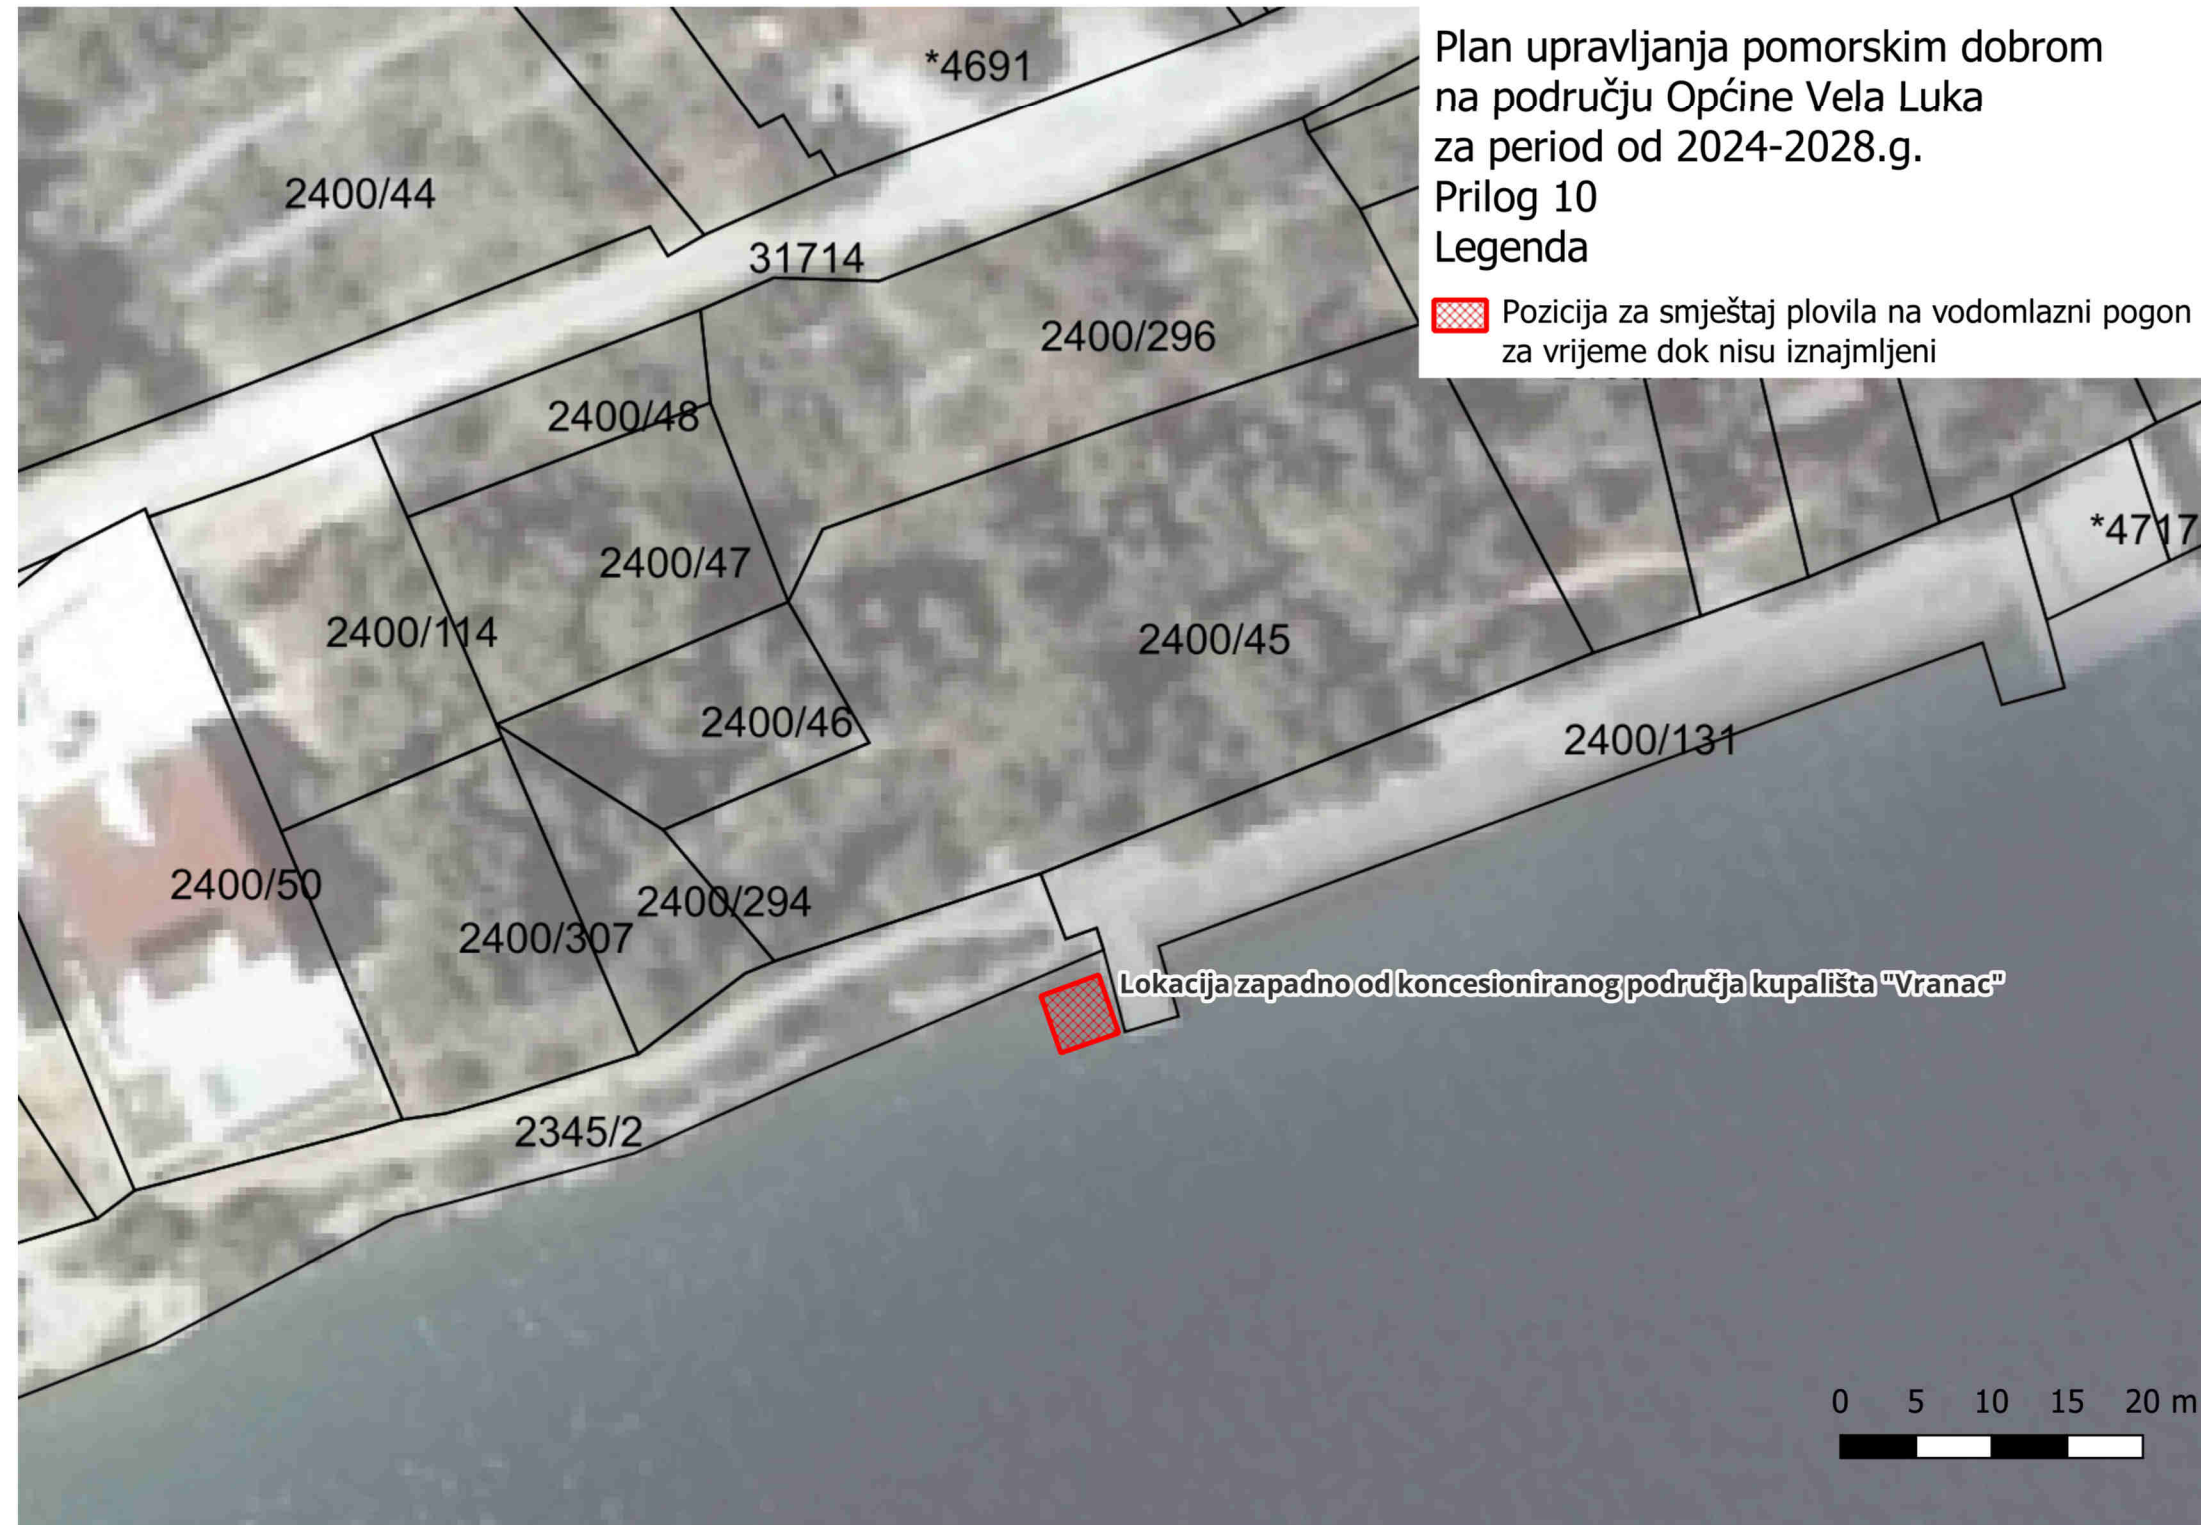 Plan upravljanja pomorskim dobrom
na području Općine Vela Luka
za period od 2024-2028.g.
Prilog 10
Legenda
Pozicija za smještaj plovila na vodomlazni pogon
za vrijeme dok nisu iznajmljeni
*4691
2400/44
31714
2400/296
2400/48
*4717
2400/47
2400/114
2400/45
2400/46
2400/131
2400/50
2400/294
2400/307
Lokacija zapadno od koncesioniranog područja kupališta "Vranac"
2345/2
0 5 10 15 20 m